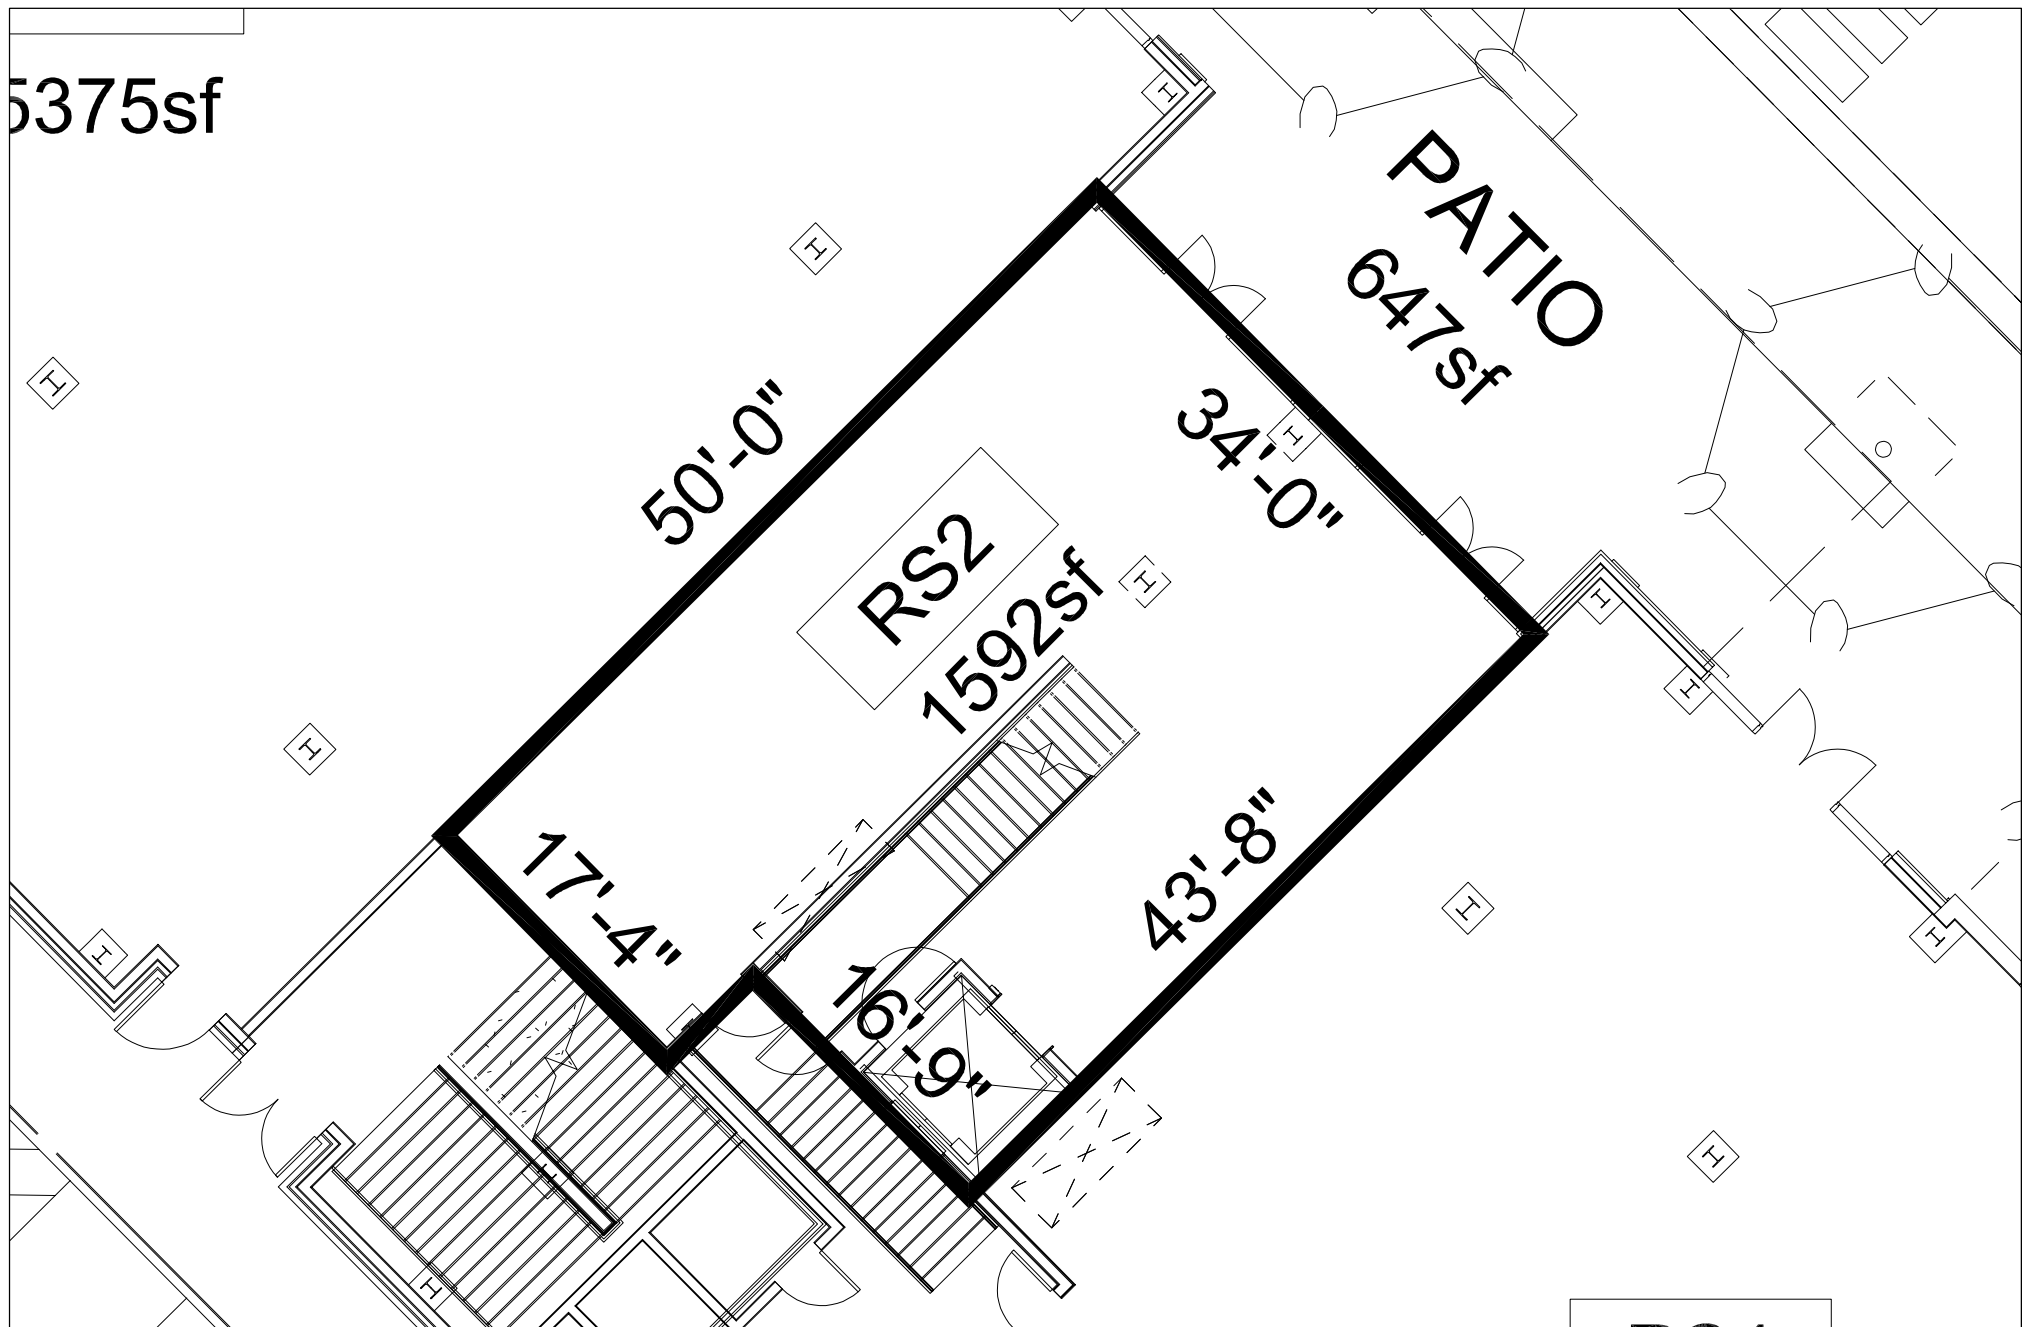 5375sf
PATIO
647sf
50'-0"
34'-0"
RS2
1592sf
17'-4"
43'-8"
16'-9"